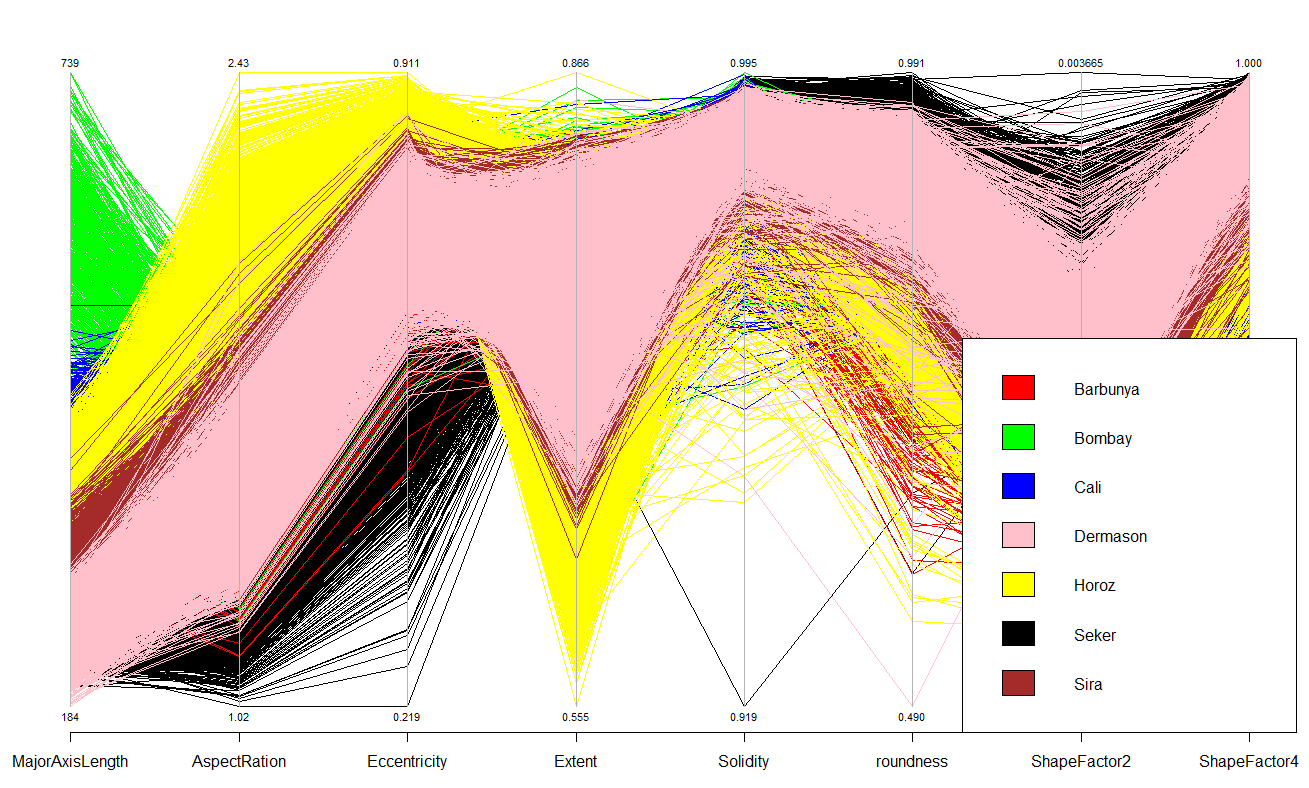 739 2.43 0.911 0.866 0.995 0.991 0.003665 1.000
Barbunya
Bombay
Cali
Dermason
Horoz
Seker
Sira
184 1.02 0.219 0.555 0.919 0.490
MajorAxisLength AspectRation Eccentricity Extent Solidity roundness ShapeFactor2 ShapeFactor4